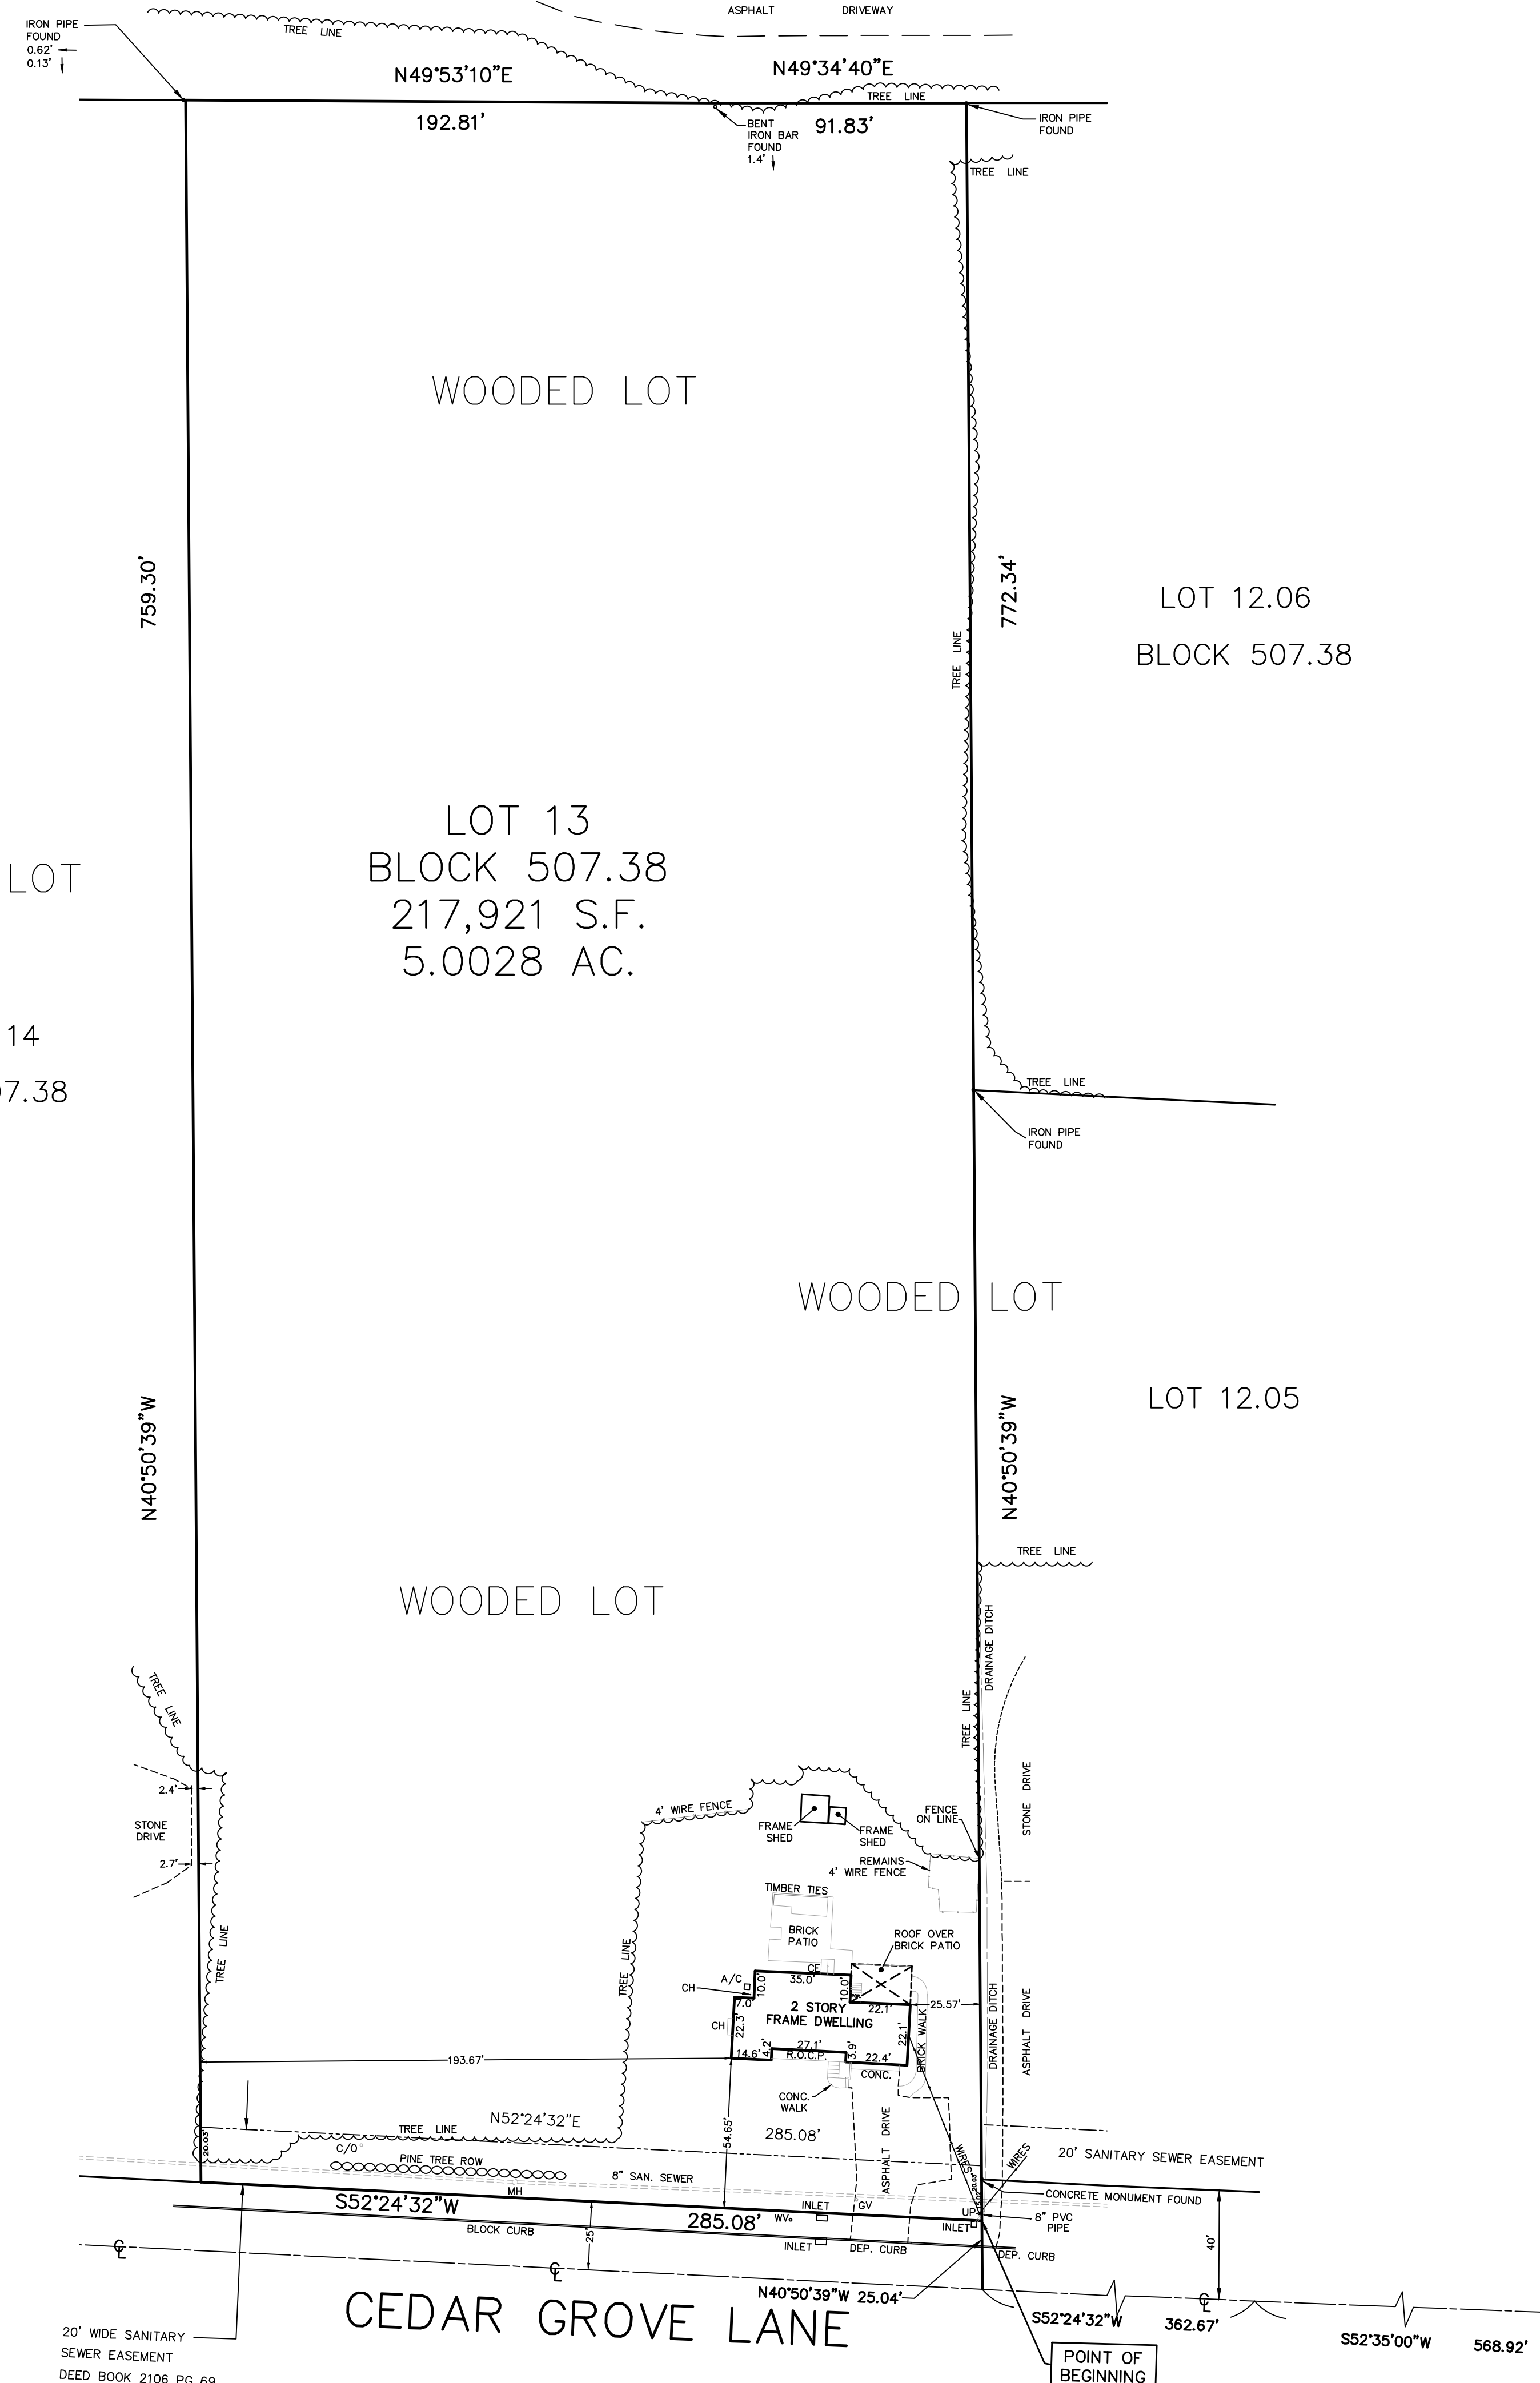 ASPHALT DRIVEWAY
IRON PIPE
FOUND
0.62'
0.13'
TREE LINE
N49°53'10"E
N49°34'40"E
TREE LINE
192.81'
BENT
IRON BAR
FOUND
1.4'
91.83'
IRON PIPE
FOUND
TREE LINE
WOODED LOT
759.30'
772.34'
LOT 12.06
BLOCK 507.38
TREE LINE
LOT 13
BLOCK 507.38
217,921 S.F.
5.0028 AC.
LOT
14
7.38
TREE LINE
IRON PIPE
FOUND
WOODED LOT
LOT 12.05
N40°50'39"W
N40°50'39"W
TREE LINE
WOODED LOT
DRAINAGE DITCH
TREE LINE
TREE LINE
2.4'
STONE
DRIVE
2.7'
TREE LINE
4' WIRE FENCE
FRAME
SHED
FRAME
SHED
FENCE
ON LINE
STONE DRIVE
REMAINS
4' WIRE FENCE
TIMBER TIES
BRICK
PATIO
ROOF OVER
BRICK PATIO
TREE LINE
CE
A/C
CH
10.0'
35.0'
10.0'
7.0'
2 STORY
FRAME DWELLING
22.1'
25.57'
CH
22.3'
22.1'
BRICK WALK
DRAINAGE DITCH
ASPHALT DRIVE
193.67'
14.6'
4.2'
27.1'
R.O.C.P.
3.9'
22.4'
CONC.
CONC.
WALK
54.65'
N52°24'32"E
285.08'
ASPHALT DRIVE
TREE LINE
20.03'
C/O
PINE TREE ROW
8" SAN. SEWER
MH
WIRES
WIRES
20.03'
20' SANITARY SEWER EASEMENT
CONCRETE MONUMENT FOUND
S52°24'32"W
285.08'
INLET
GV
WV
UP
INLET
8" PVC
PIPE
BLOCK CURB
25'
INLET
DEP. CURB
DEP. CURB
40'
N40°50'39"W 25.04'
CEDAR GROVE LANE
S52°24'32"W 362.67'
S52°35'00"W 568.92'
POINT OF
BEGINNING
20' WIDE SANITARY
SEWER EASEMENT
DEED BOOK 2106 PG 69